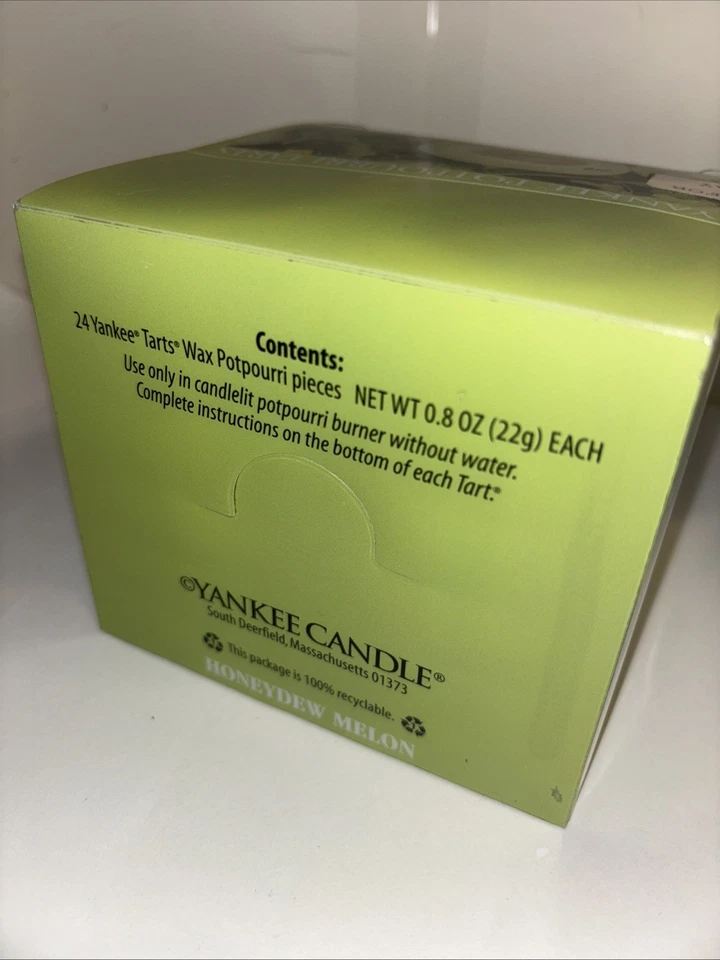 Contents:
24 Yankee® Tarts® Wax Potpourri pieces NET WT 0.8 OZ (22g) EACH
Use only in candlelit potpourri burner without water.
Complete instructions on the bottom of each Tart.®
©YANKEE CANDLE®
South Deerfield, Massachusetts 01373
This package is 100% recyclable.
HONEYDEW MELON